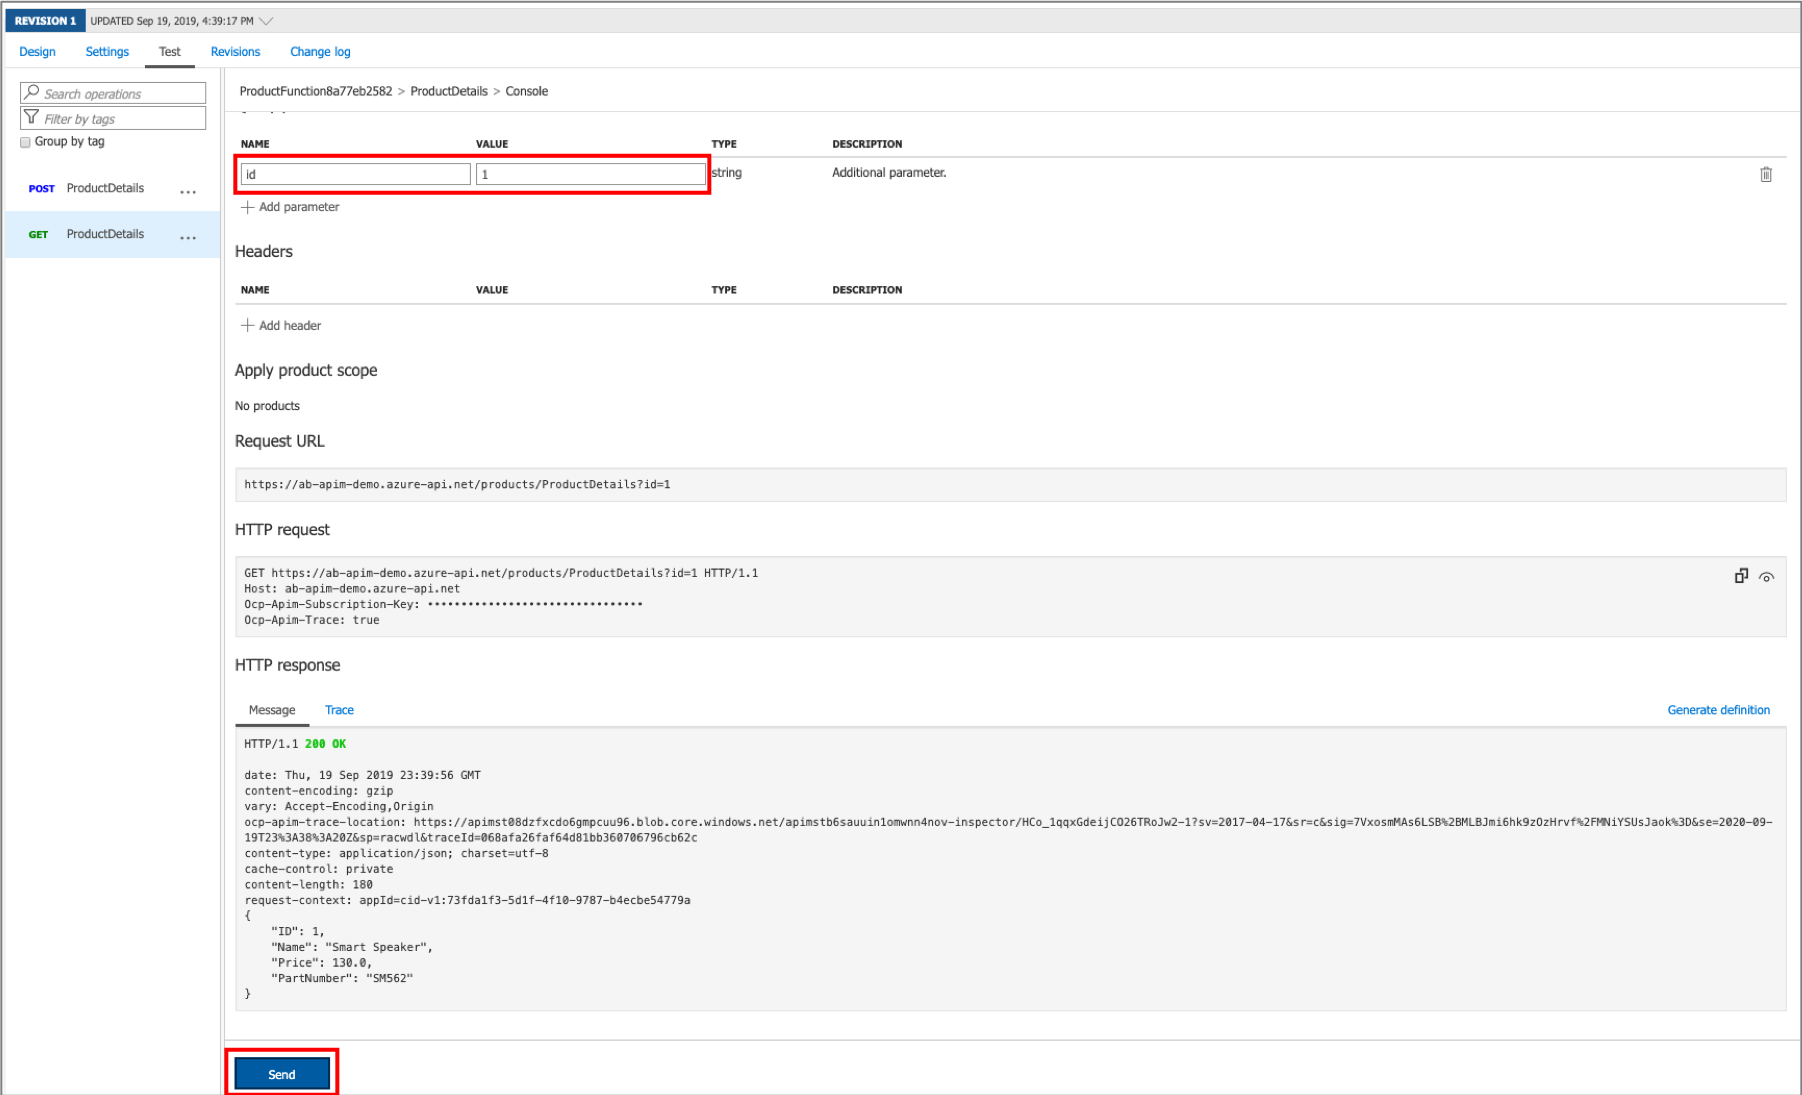 REVISION 1 UPDATED Sep 19, 2019, 4:39:17 PM
Design Settings Test Revisions Change log
Search operations
Filter by tags
Group by tag
POST ProductDetails ...
GET ProductDetails ...
ProductFunction8a77eb2582 > ProductDetails > Console
NAME VALUE TYPE DESCRIPTION
id 1 string Additional parameter.
+ Add parameter
Headers
NAME VALUE TYPE DESCRIPTION
+ Add header
Apply product scope
No products
Request URL
https://ab-apim-demo.azure-api.net/products/ProductDetails?id=1
HTTP request
GET https://ab-apim-demo.azure-api.net/products/ProductDetails?id=1 HTTP/1.1
Host: ab-apim-demo.azure-api.net
Ocp-Apim-Subscription-Key: ••••••••••••••••••••••••••••••••
Ocp-Apim-Trace: true
HTTP response
Message Trace Generate definition
HTTP/1.1 200 OK
date: Thu, 19 Sep 2019 23:39:56 GMT
content-encoding: gzip
vary: Accept-Encoding,Origin
ocp-apim-trace-location: https://apimst08dzfxcdo6gmpcuu96.blob.core.windows.net/apimstb6sauuin1omwnn4nov-inspector/HCo_1qqxGdeijCO26TRoJw2-1?sv=2017-04-17&sr=c&sig=7VxosmMAs6LSB%2BMLBJmi6hk9zOzHrvf%2FMNiYSUsJaok%3D&se=2020-09-
19T23%3A38%3A20Z&sp=racwdl&traceId=068afa26faf64d81bb360706796cb62c
content-type: application/json; charset=utf-8
cache-control: private
content-length: 180
request-context: appId=cid-v1:73fda1f3-5d1f-4f10-9787-b4ecbe54779a
{
"ID": 1,
"Name": "Smart Speaker",
"Price": 130.0,
"PartNumber": "SM562"
}
Send